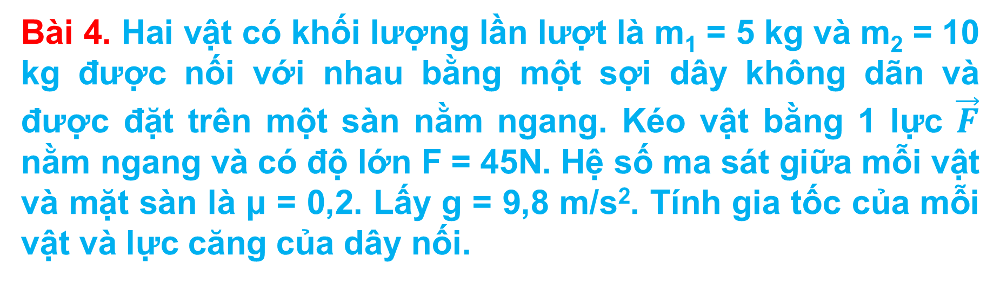 Bài 4. Hai vật có khối lượng lần lượt là m₁ = 5 kg và m₂ = 10
kg được nối với nhau bằng một sợi dây không dãn và
được đặt trên một sàn nằm ngang. Kéo vật bằng 1 lực $\overrightarrow{F}$
nằm ngang và có độ lớn F = 45N. Hệ số ma sát giữa mỗi vật
và mặt sàn là μ = 0,2. Lấy g = 9,8 m/s². Tính gia tốc của mỗi
vật và lực căng của dây nối.